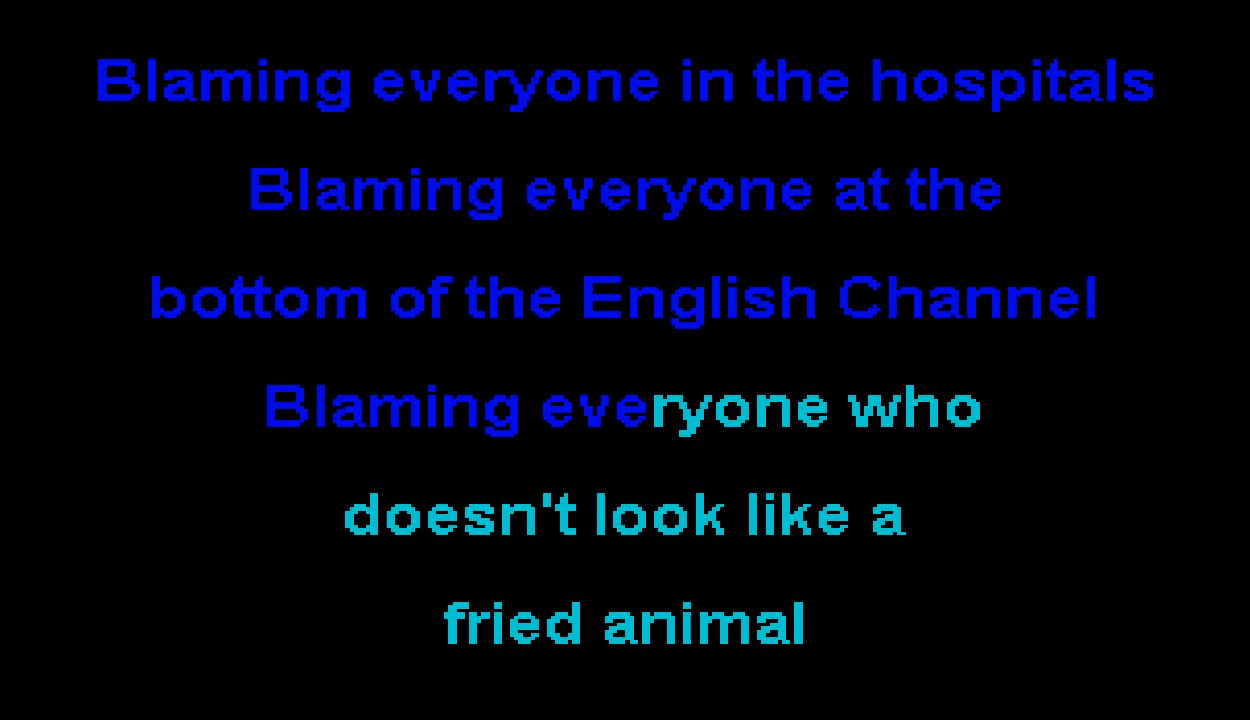 Blaming everyone in the hospitals
Blaming everyone at the
bottom of the English Channel
Blaming everyone who
doesn't look like a
fried animal